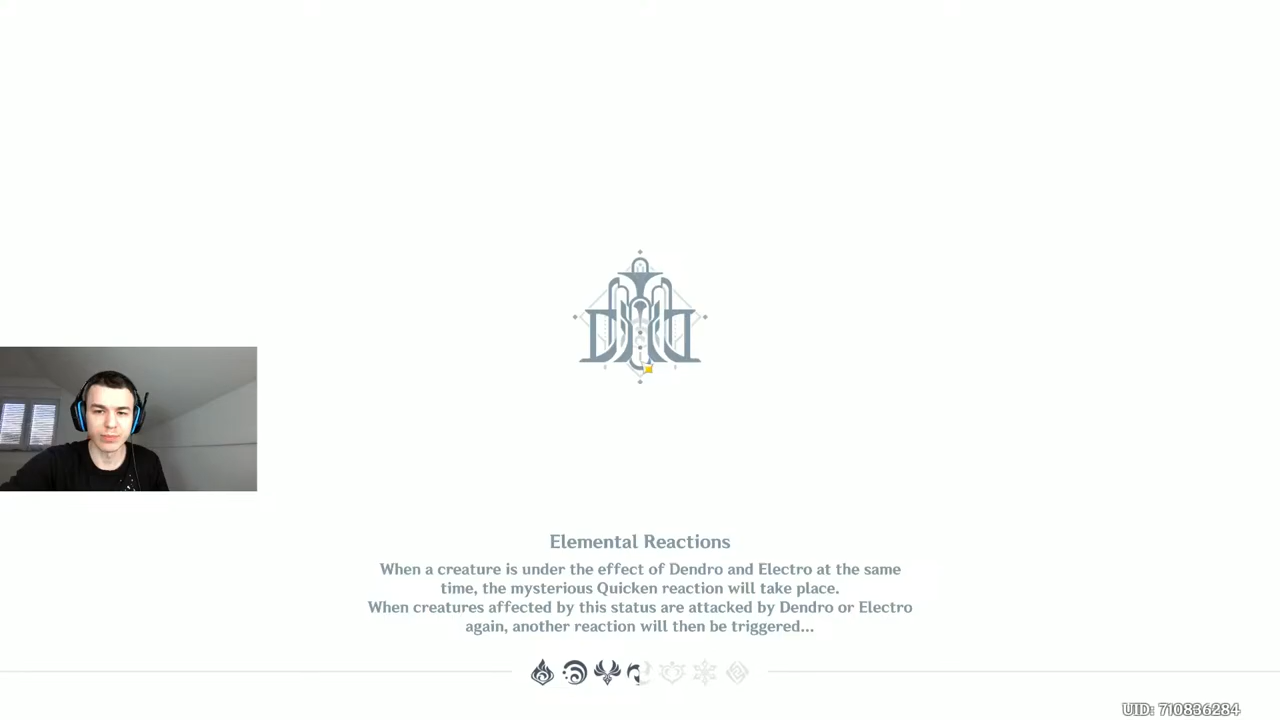 Elemental Reactions
When a creature is under the effect of Dendro and Electro at the same
time, the mysterious Quicken reaction will take place.
When creatures affected by this status are attacked by Dendro or Electro
again, another reaction will then be triggered...
UID: 710836284